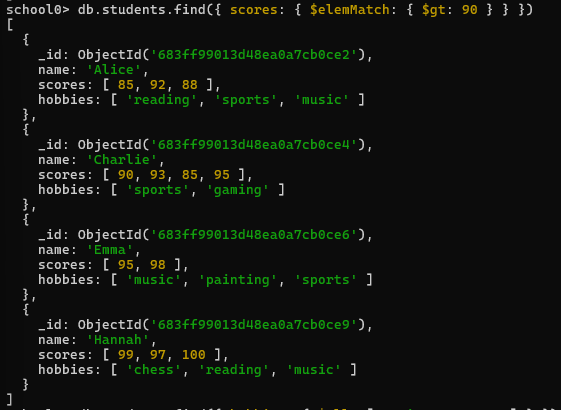 school0> db.students.find({ scores: { $elemMatch: { $gt: 90 } } })
[
  {
    _id: ObjectId('683ff99013d48ea0a7cb0ce2'),
    name: 'Alice',
    scores: [ 85, 92, 88 ],
    hobbies: [ 'reading', 'sports', 'music' ]
  },
  {
    _id: ObjectId('683ff99013d48ea0a7cb0ce4'),
    name: 'Charlie',
    scores: [ 90, 93, 85, 95 ],
    hobbies: [ 'sports', 'gaming' ]
  },
  {
    _id: ObjectId('683ff99013d48ea0a7cb0ce6'),
    name: 'Emma',
    scores: [ 95, 98 ],
    hobbies: [ 'music', 'painting', 'sports' ]
  },
  {
    _id: ObjectId('683ff99013d48ea0a7cb0ce9'),
    name: 'Hannah',
    scores: [ 99, 97, 100 ],
    hobbies: [ 'chess', 'reading', 'music' ]
  }
]